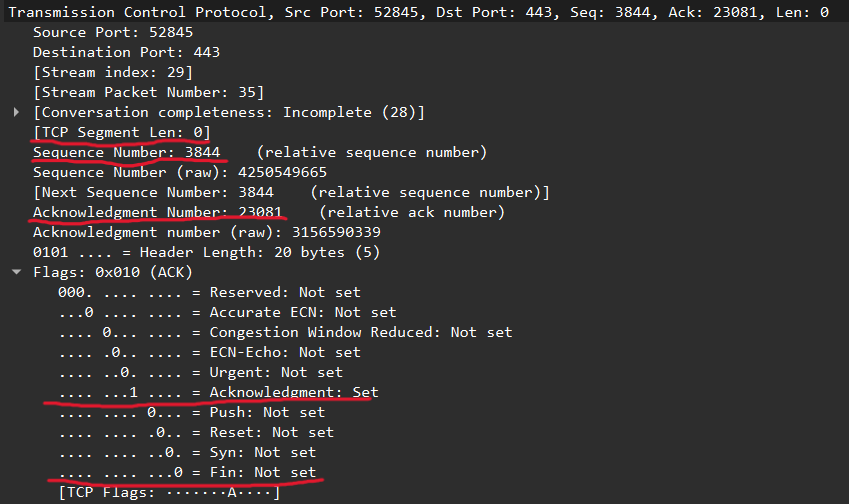 Transmission Control Protocol, Src Port: 52845, Dst Port: 443, Seq: 3844, Ack: 23081, Len: 0
Source Port: 52845
Destination Port: 443
[Stream index: 29]
[Stream Packet Number: 35]
[Conversation completeness: Incomplete (28)]
[TCP Segment Len: 0]
Sequence Number: 3844    (relative sequence number)
Sequence Number (raw): 4250549665
[Next Sequence Number: 3844    (relative sequence number)]
Acknowledgment Number: 23081    (relative ack number)
Acknowledgment number (raw): 3156590339
0101 .... = Header Length: 20 bytes (5)
Flags: 0x010 (ACK)
000. .... .... = Reserved: Not set
...0 .... .... = Accurate ECN: Not set
.... 0... .... = Congestion Window Reduced: Not set
.... .0.. .... = ECN-Echo: Not set
.... ..0. .... = Urgent: Not set
.... ...1 .... = Acknowledgment: Set
.... .... 0... = Push: Not set
.... .... .0.. = Reset: Not set
.... .... ..0. = Syn: Not set
.... .... ...0 = Fin: Not set
[TCP Flags: ·······A····]